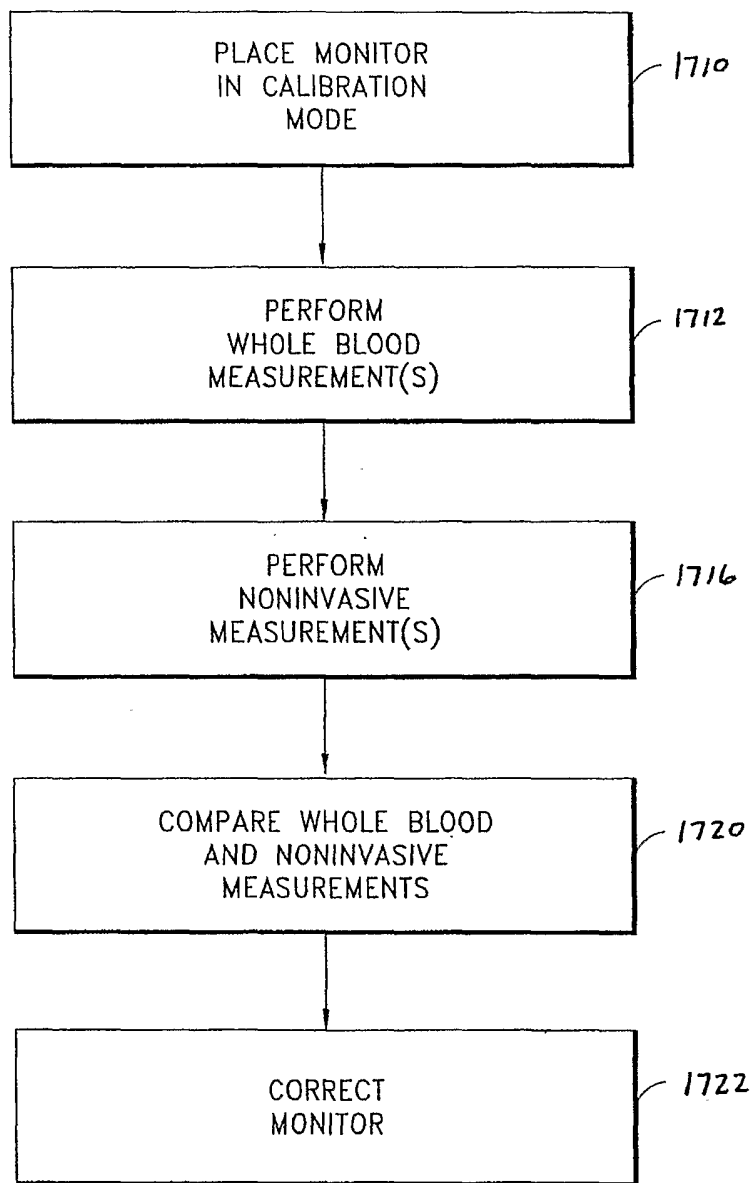 PLACE MONITOR
IN CALIBRATION
MODE
1710
PERFORM
WHOLE BLOOD
MEASUREMENT(S)
1712
PERFORM
NONINVASIVE
MEASUREMENT(S)
1716
COMPARE WHOLE BLOOD
AND NONINVASIVE
MEASUREMENTS
1720
CORRECT
MONITOR
1722